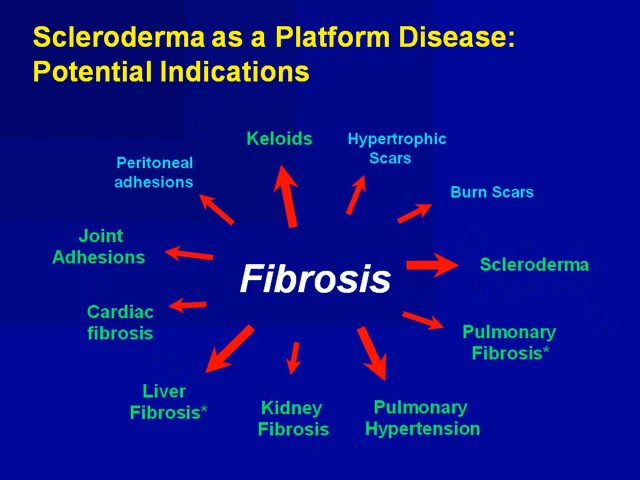 Scleroderma as a Platform Disease:
Potential Indications
Keloids
Hypertrophic
Scars
Peritoneal
adhesions
Burn Scars
Joint
Adhesions
Fibrosis
Scleroderma
Cardiac
fibrosis
Pulmonary
Fibrosis*
Liver
Fibrosis*
Kidney
Fibrosis
Pulmonary
Hypertension